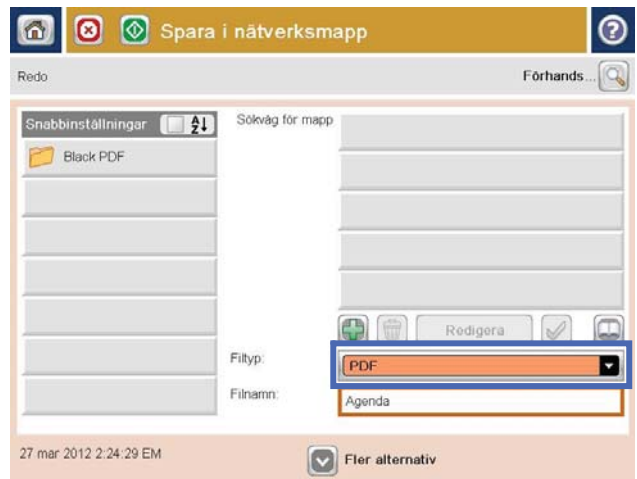 Spara i nätverksmapp
Redo
Förhands...
Snabbinställningar
Sökväg för mapp
Black PDF
Redigera
Filtyp:
PDF
Filnamn:
Agenda
27 mar 2012 2:24:29 EM
Fler alternativ